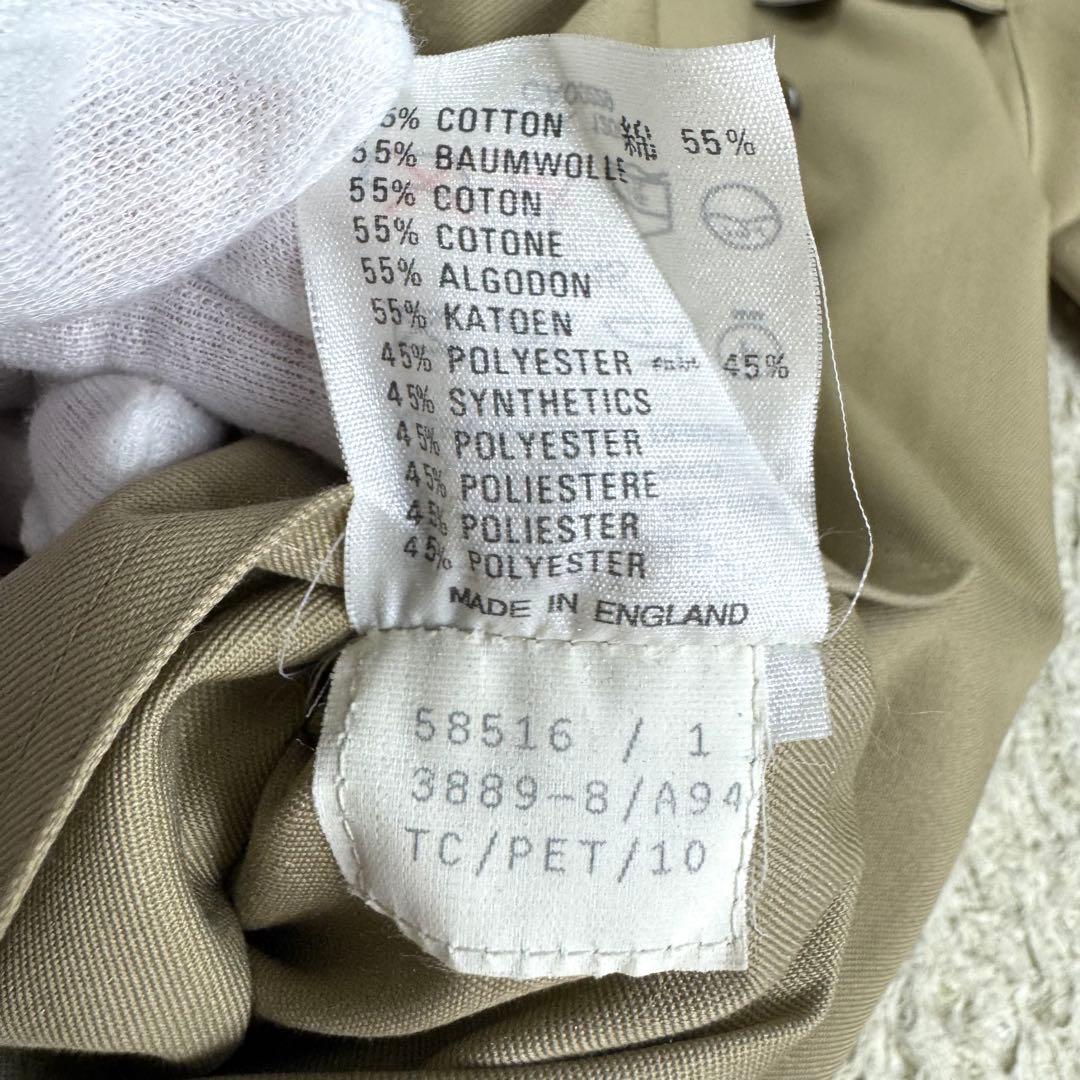 5% COTTON 綿 55%
55% BAUMWOLLE
55% COTON
55% COTONE
55% ALGODON
55% KATOEN
45% POLYESTER 45%
45% SYNTHETICS
45% POLYESTER
45% POLIESTERE
45% POLIESTER
45% POLYESTER
MADE IN ENGLAND
58516 / 1
3889-8/A94
TC/PET/10